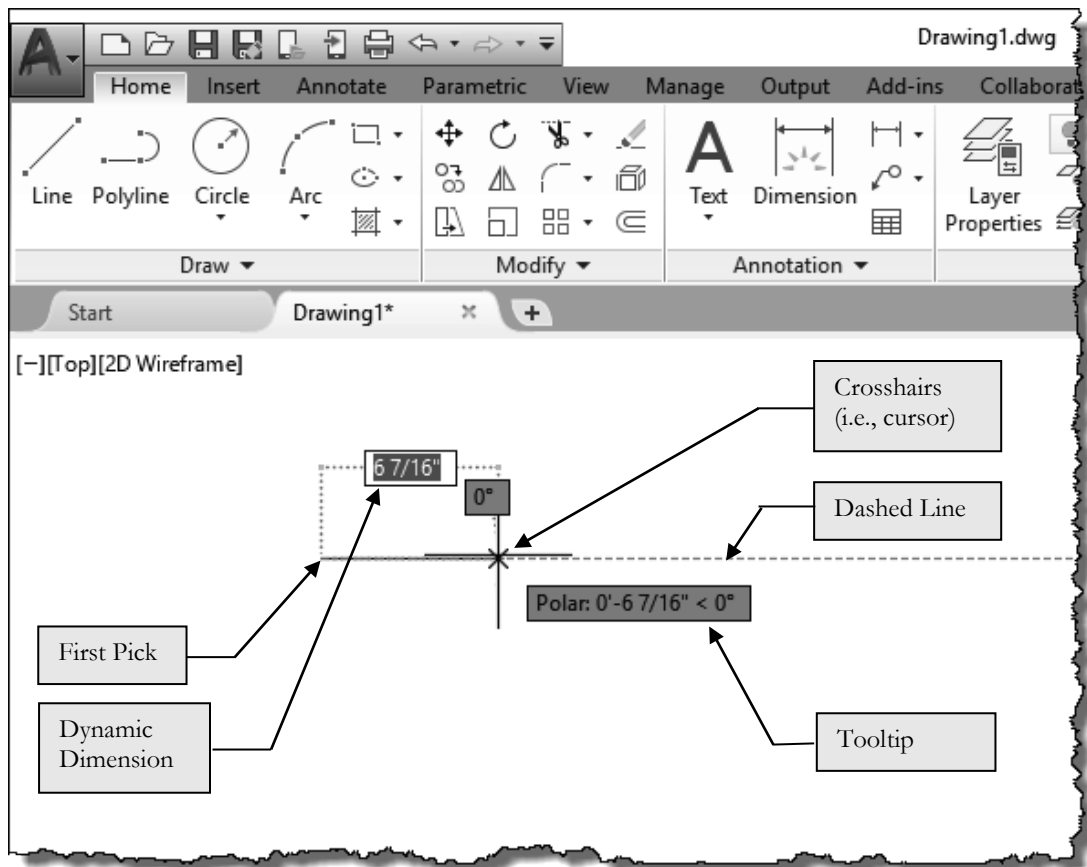 A
Drawing1.dwg
Home Insert Annotate Parametric View Manage Output Add-ins Collaborat
Line Polyline Circle Arc
A
Text Dimension
Layer
Properties
Draw Modify Annotation
Start Drawing1* +
[−][Top][2D Wireframe]
Crosshairs
(i.e., cursor)
6 7/16"
0°
Dashed Line
Polar: 0'-6 7/16" < 0°
First Pick
Dynamic
Dimension
Tooltip